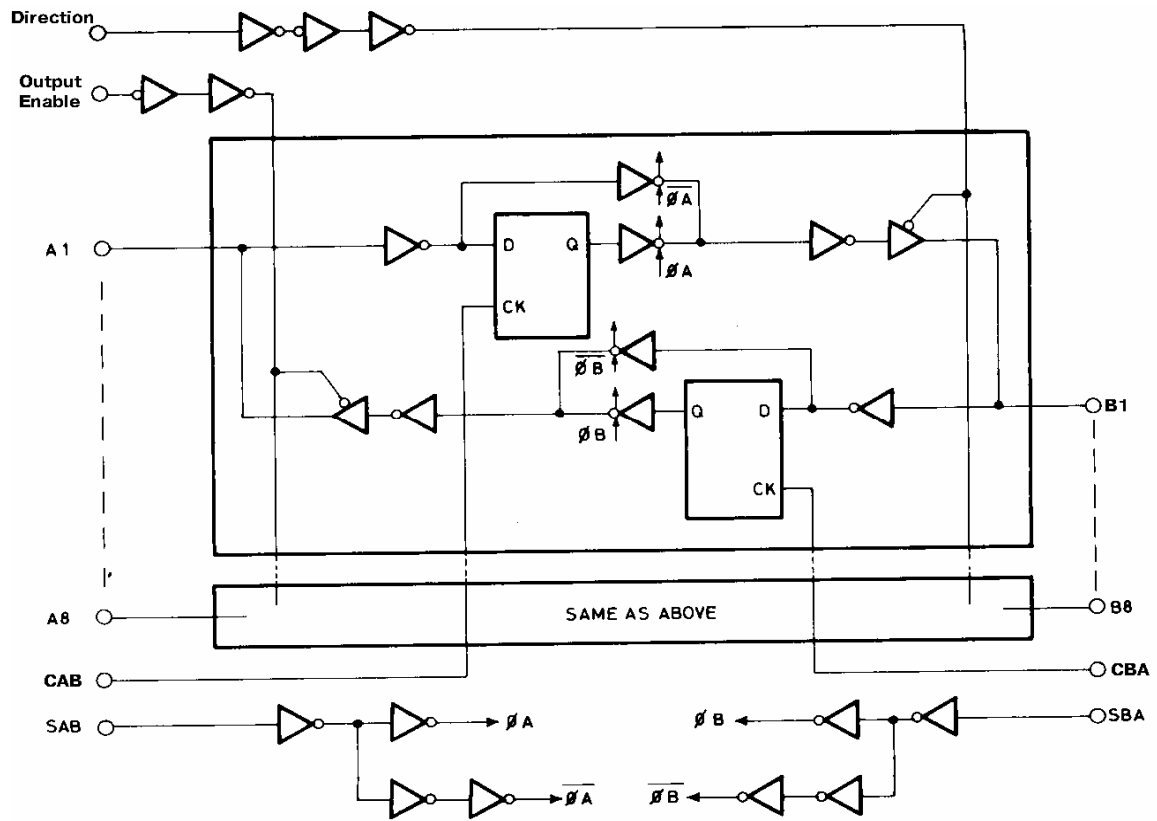 Direction
Output
Enable
A1
D Q
CK
ØA
ØA
ØB
ØB
Q D
CK
B1
A8
SAME AS ABOVE
B8
CAB
CBA
SAB
ØA
ØB
SBA
ØA
ØB